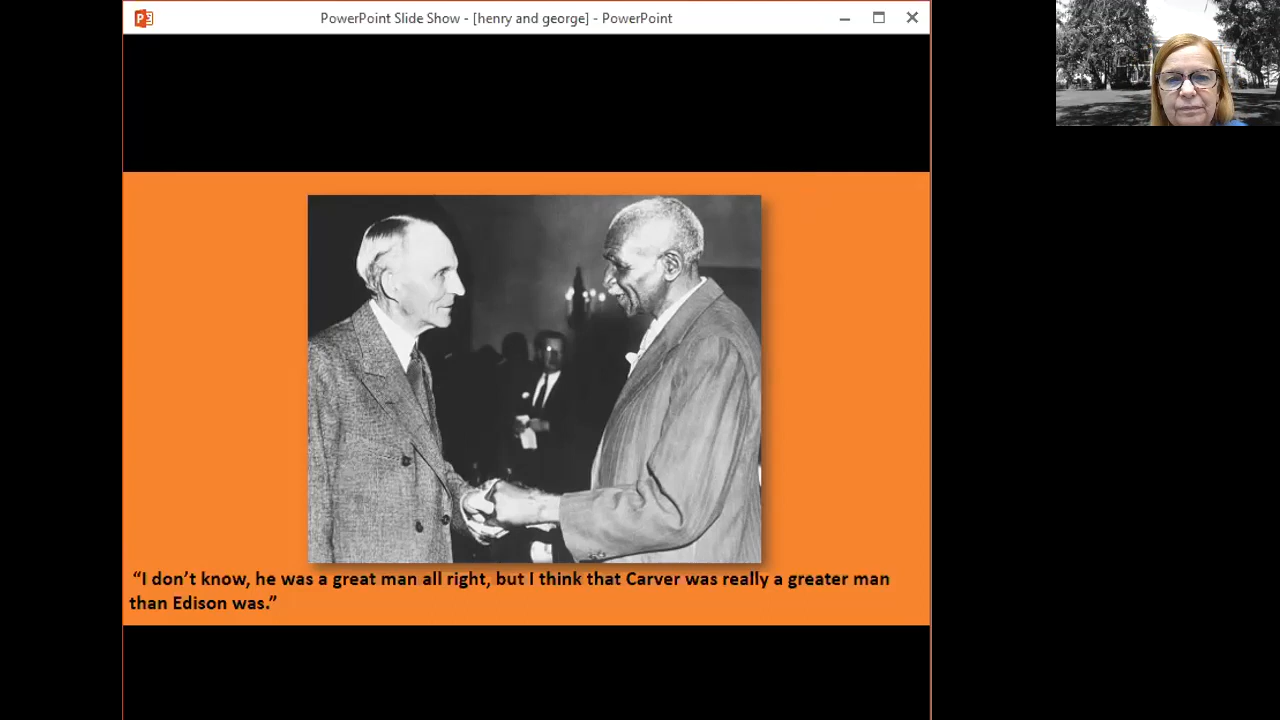 PowerPoint Slide Show - [henry and george] - PowerPoint
“I don’t know, he was a great man all right, but I think that Carver was really a greater man
than Edison was.”